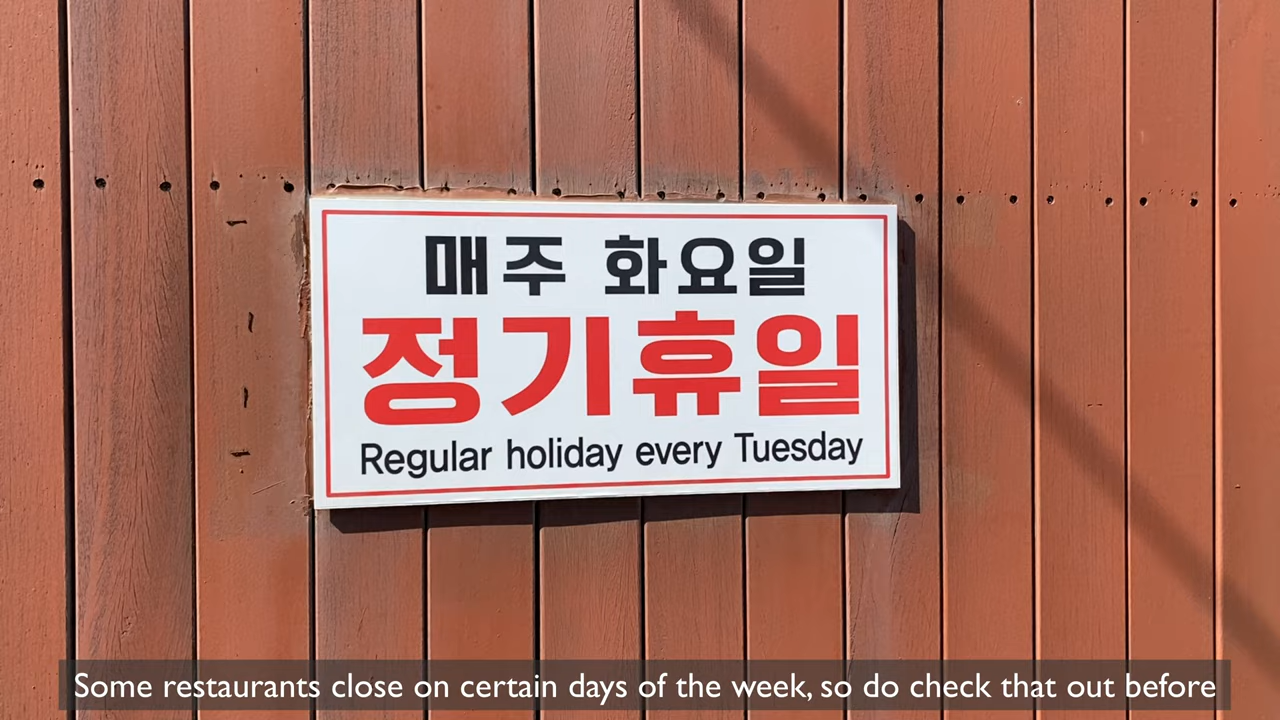 매주 화요일
정기휴일
Regular holiday every Tuesday
Some restaurants close on certain days of the week, so do check that out before